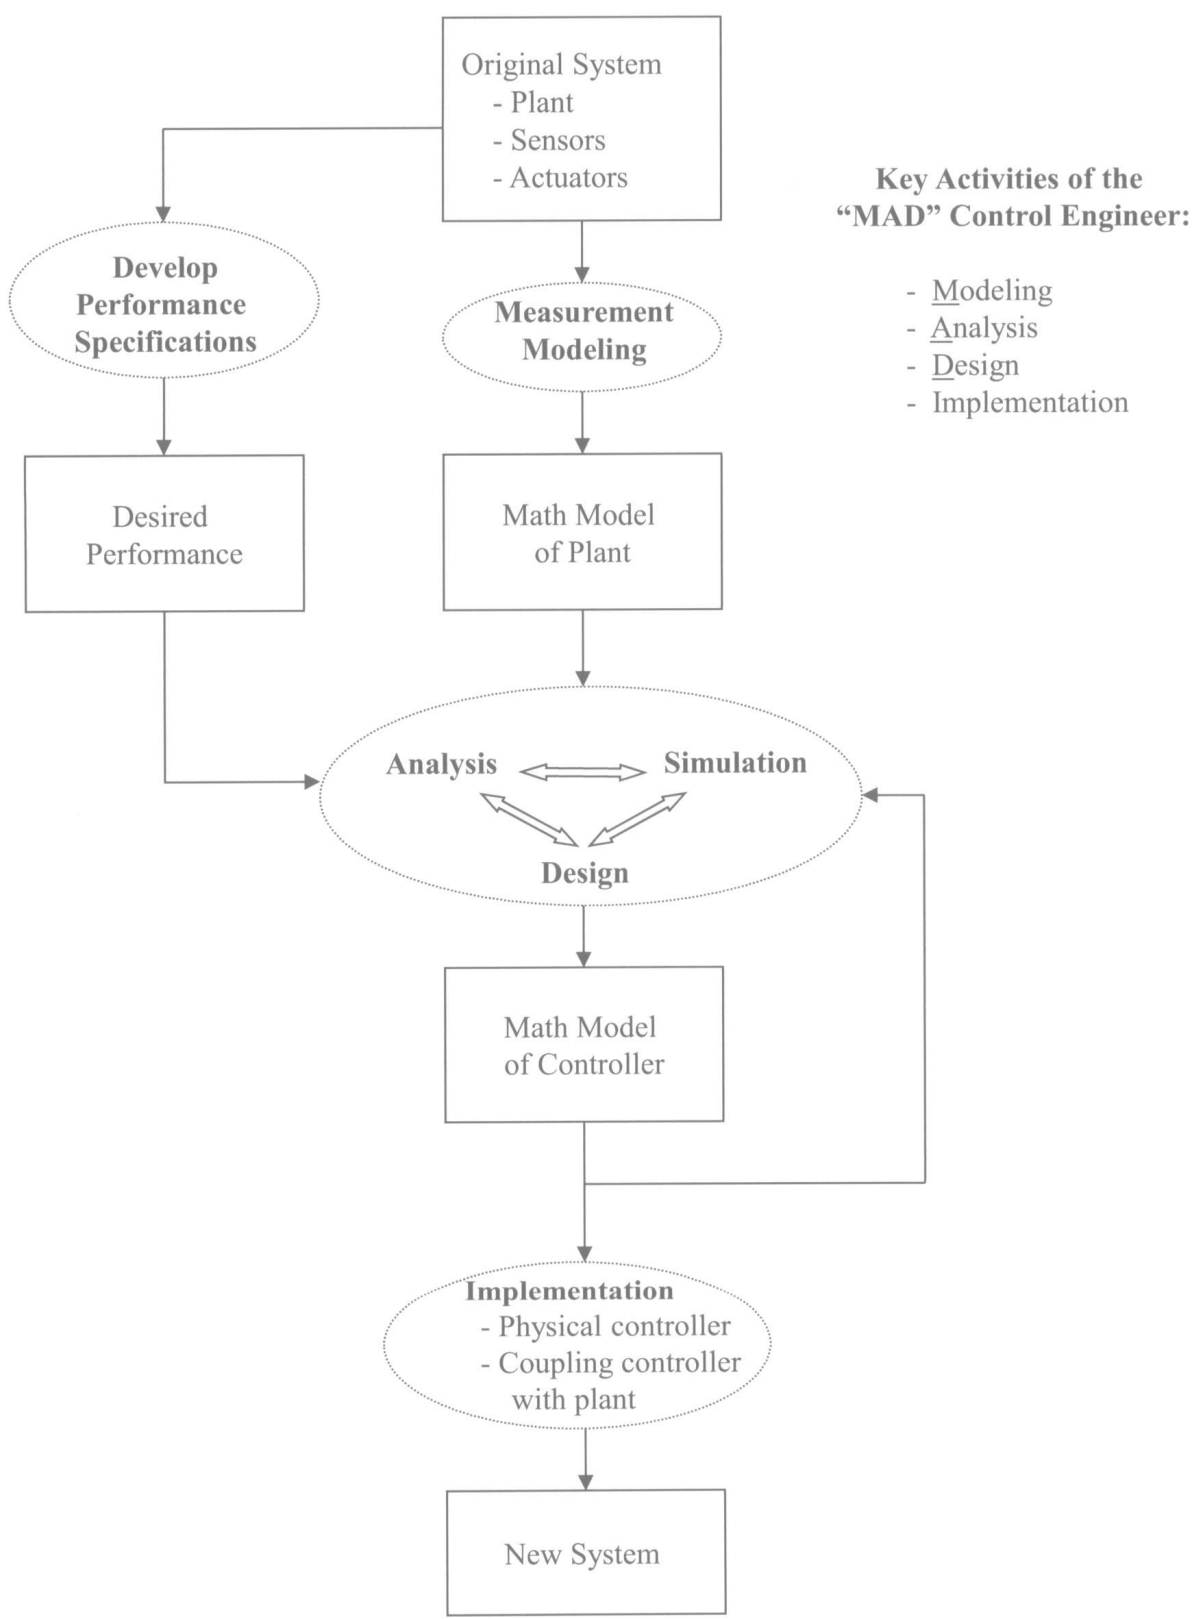 Original System
- Plant
- Sensors
- Actuators
Key Activities of the
“MAD” Control Engineer:
- Modeling
- Analysis
- Design
- Implementation
Develop
Performance
Specifications
Measurement
Modeling
Desired
Performance
Math Model
of Plant
Analysis
Simulation
Design
Math Model
of Controller
Implementation
- Physical controller
- Coupling controller
with plant
New System